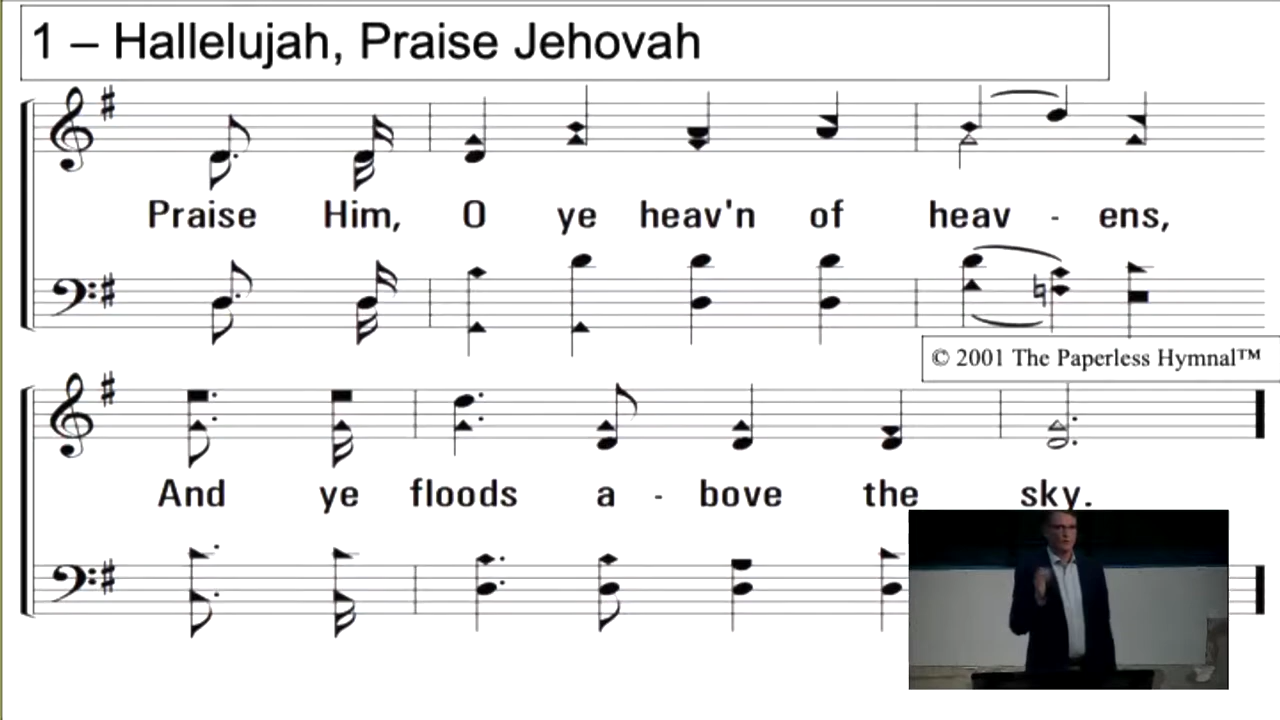 1 – Hallelujah, Praise Jehovah
Praise Him, O ye heav'n of heav - ens,
© 2001 The Paperless Hymnal™
And ye floods a - bove the sky.